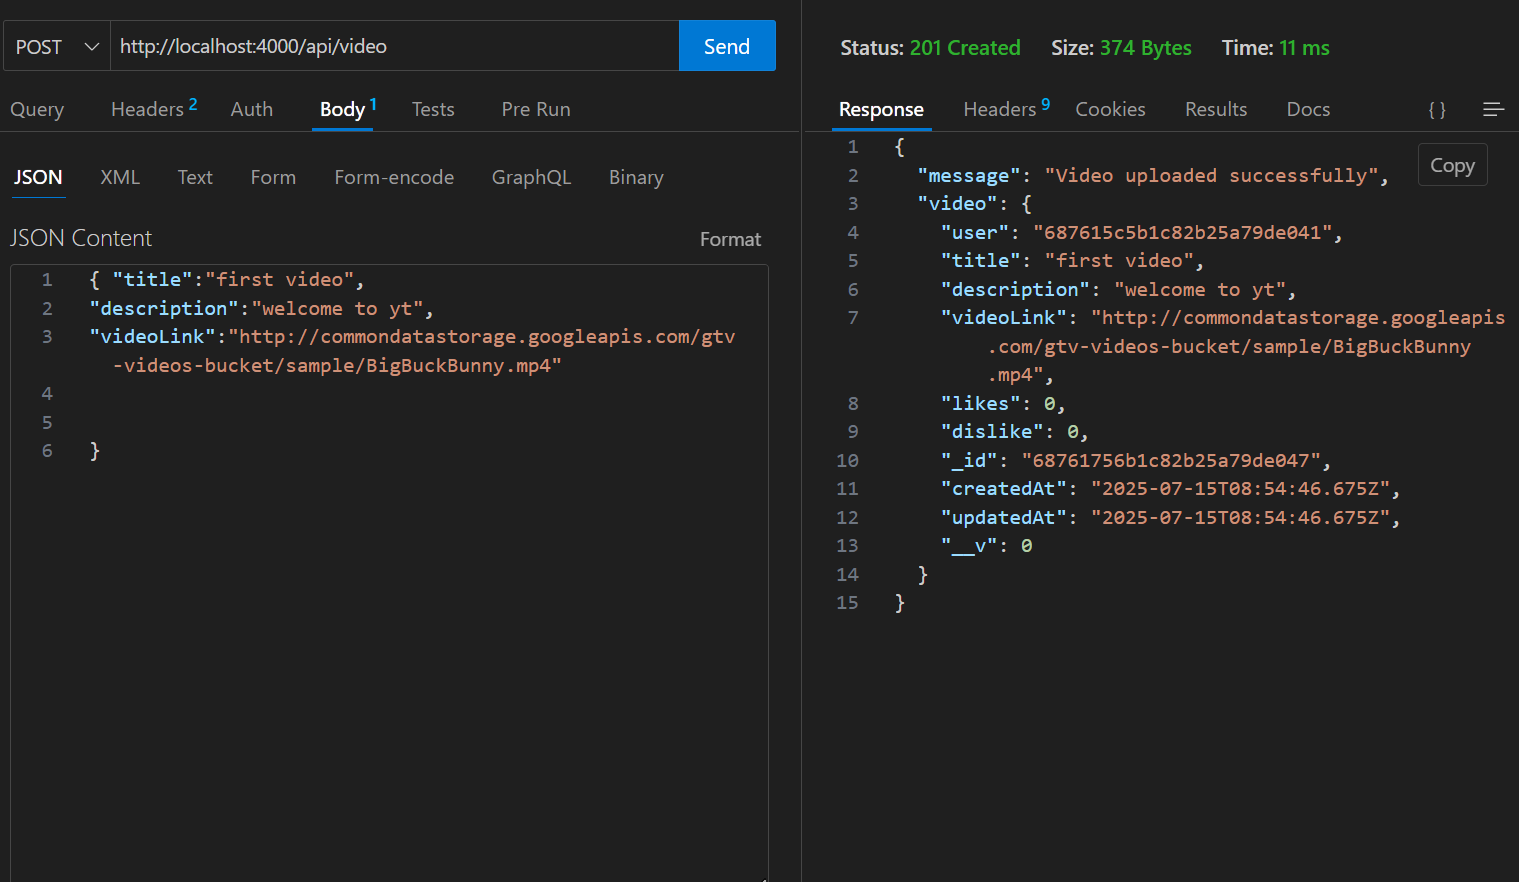 POST http://localhost:4000/api/video Send
Query Headers 2 Auth Body 1 Tests Pre Run
JSON XML Text Form Form-encode GraphQL Binary
JSON Content Format
1 { "title":"first video",
2 "description":"welcome to yt",
3 "videoLink":"http://commondatastorage.googleapis.com/gtv
-videos-bucket/sample/BigBuckBunny.mp4"
4
5
6 }
Status: 201 Created Size: 374 Bytes Time: 11 ms
Response Headers 9 Cookies Results Docs { }
Copy
1 {
2 "message": "Video uploaded successfully",
3 "video": {
4 "user": "687615c5b1c82b25a79de041",
5 "title": "first video",
6 "description": "welcome to yt",
7 "videoLink": "http://commondatastorage.googleapis
.com/gtv-videos-bucket/sample/BigBuckBunny
.mp4",
8 "likes": 0,
9 "dislike": 0,
10 "_id": "68761756b1c82b25a79de047",
11 "createdAt": "2025-07-15T08:54:46.675Z",
12 "updatedAt": "2025-07-15T08:54:46.675Z",
13 "__v": 0
14 }
15 }